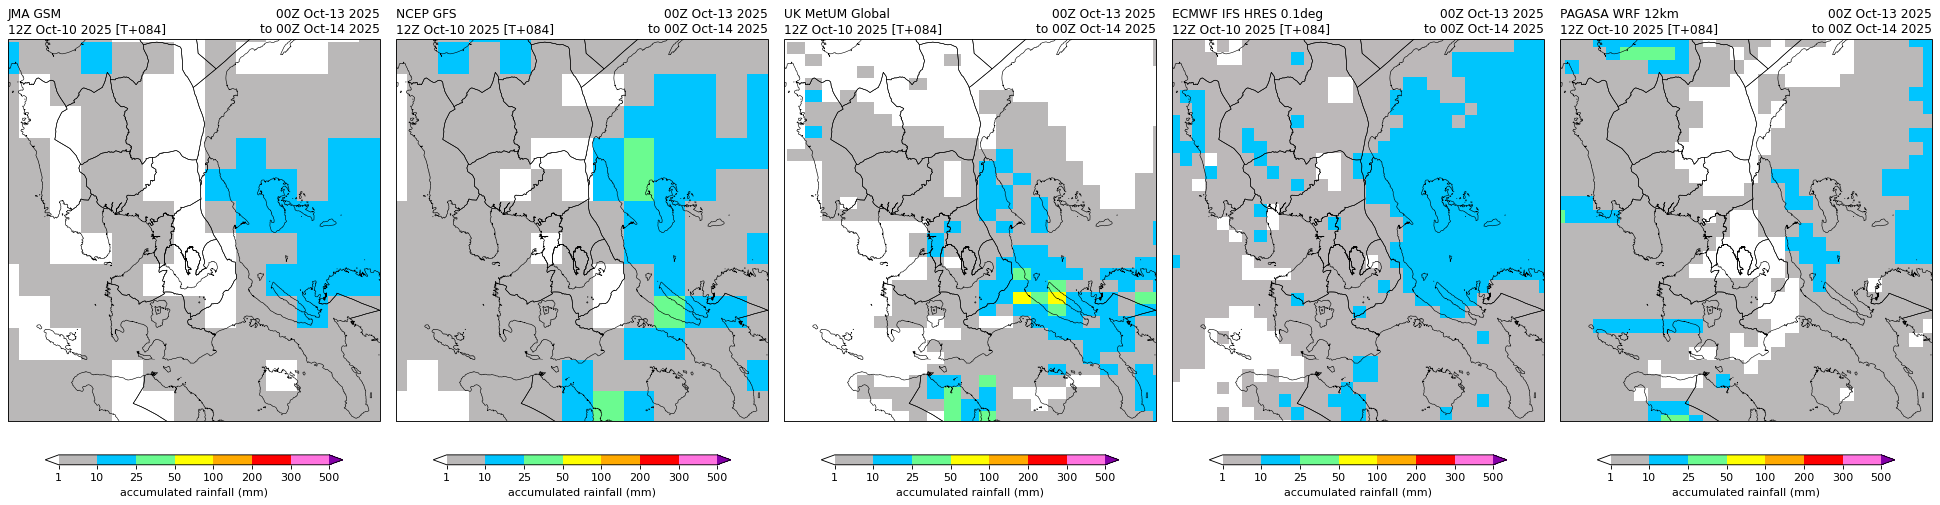 JMA GSM
12Z Oct-10 2025 [T+084]
00Z Oct-13 2025
to 00Z Oct-14 2025
1 10 25 50 100 200 300 500
accumulated rainfall (mm)
NCEP GFS
12Z Oct-10 2025 [T+084]
00Z Oct-13 2025
to 00Z Oct-14 2025
1 10 25 50 100 200 300 500
accumulated rainfall (mm)
UK MetUM Global
12Z Oct-10 2025 [T+084]
00Z Oct-13 2025
to 00Z Oct-14 2025
1 10 25 50 100 200 300 500
accumulated rainfall (mm)
ECMWF IFS HRES 0.1deg
12Z Oct-10 2025 [T+084]
00Z Oct-13 2025
to 00Z Oct-14 2025
1 10 25 50 100 200 300 500
accumulated rainfall (mm)
PAGASA WRF 12km
12Z Oct-10 2025 [T+084]
00Z Oct-13 2025
to 00Z Oct-14 2025
1 10 25 50 100 200 300 500
accumulated rainfall (mm)